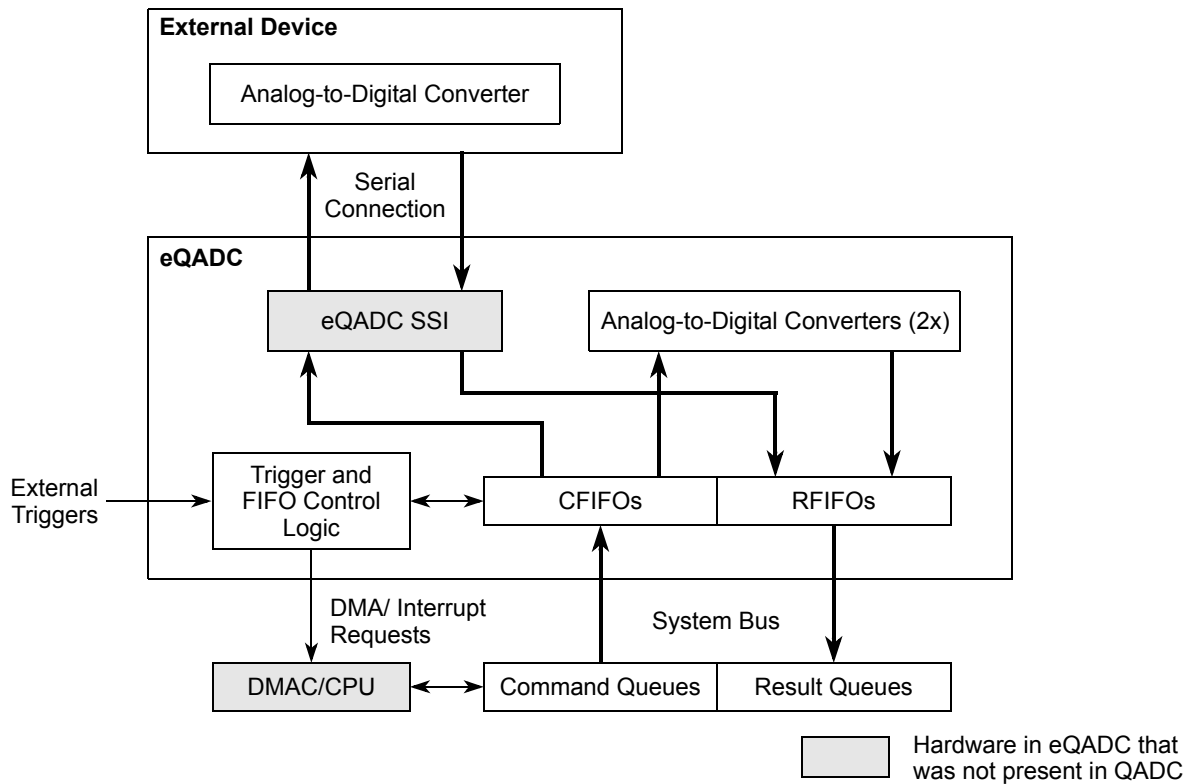 External Device
Analog-to-Digital Converter
Serial
Connection
eQADC
eQADC SSI
Analog-to-Digital Converters (2x)
External
Triggers
Trigger and
FIFO Control
Logic
CFIFOs
RFIFOs
DMA/ Interrupt
Requests
System Bus
DMAC/CPU
Command Queues
Result Queues
Hardware in eQADC that
was not present in QADC